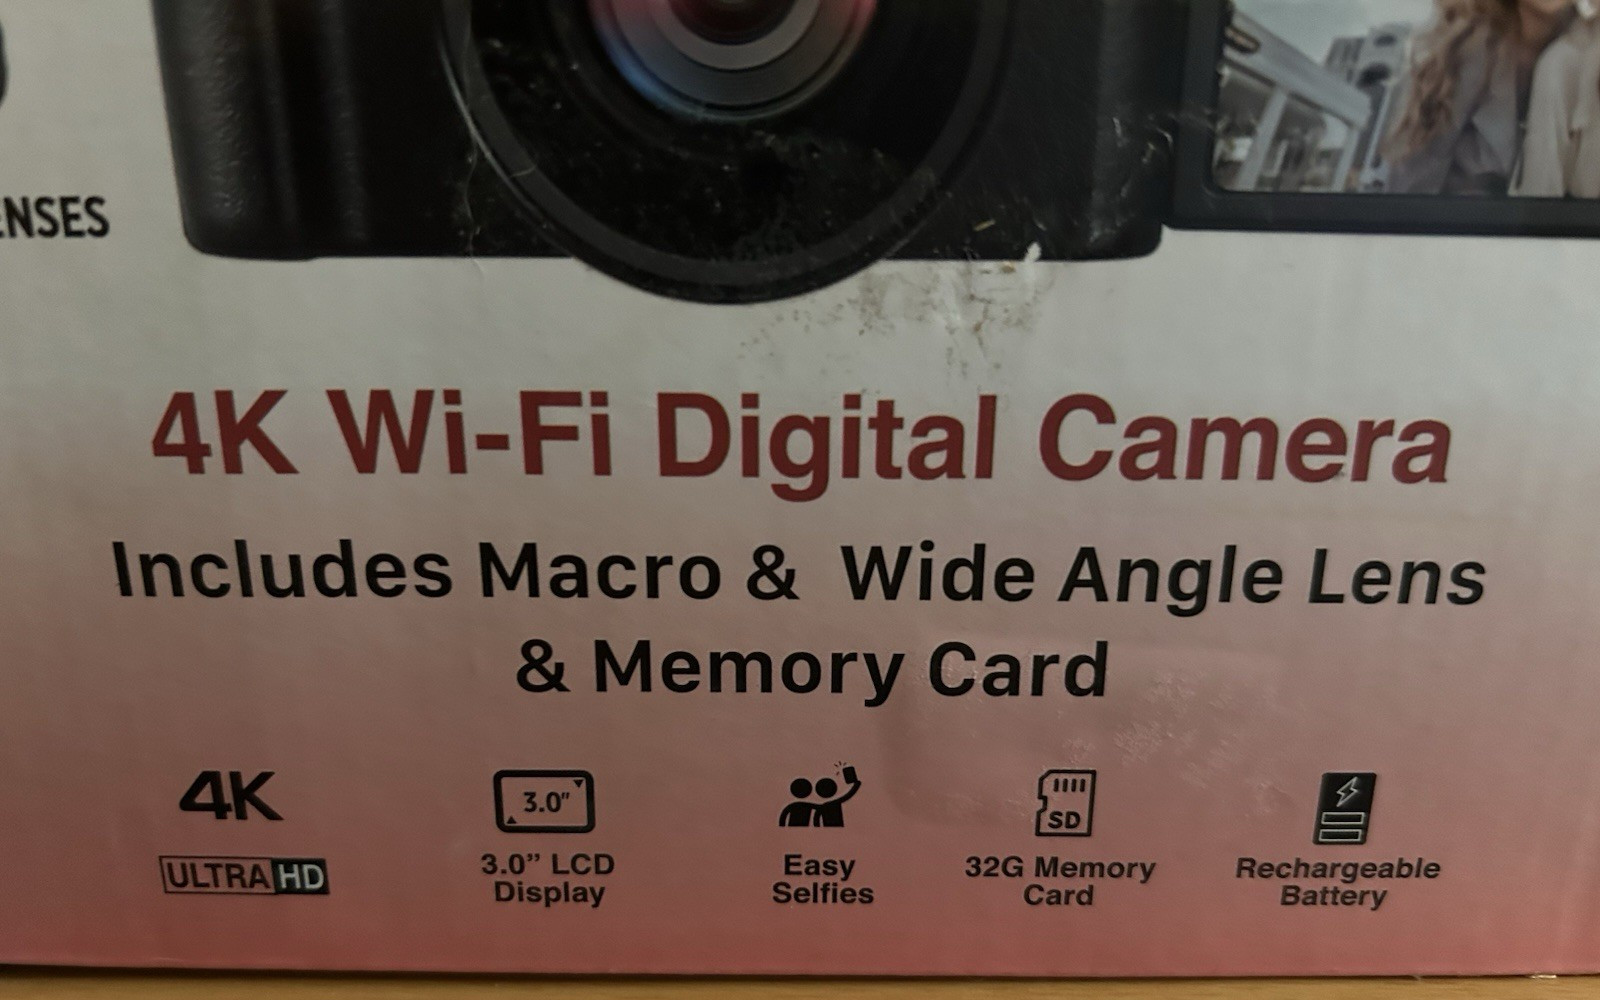 4K Wi-Fi Digital Camera
Includes Macro & Wide Angle Lens
& Memory Card
4K
ULTRA HD
3.0"
3.0" LCD
Display
Easy
Selfies
SD
32G Memory
Card
Rechargeable
Battery